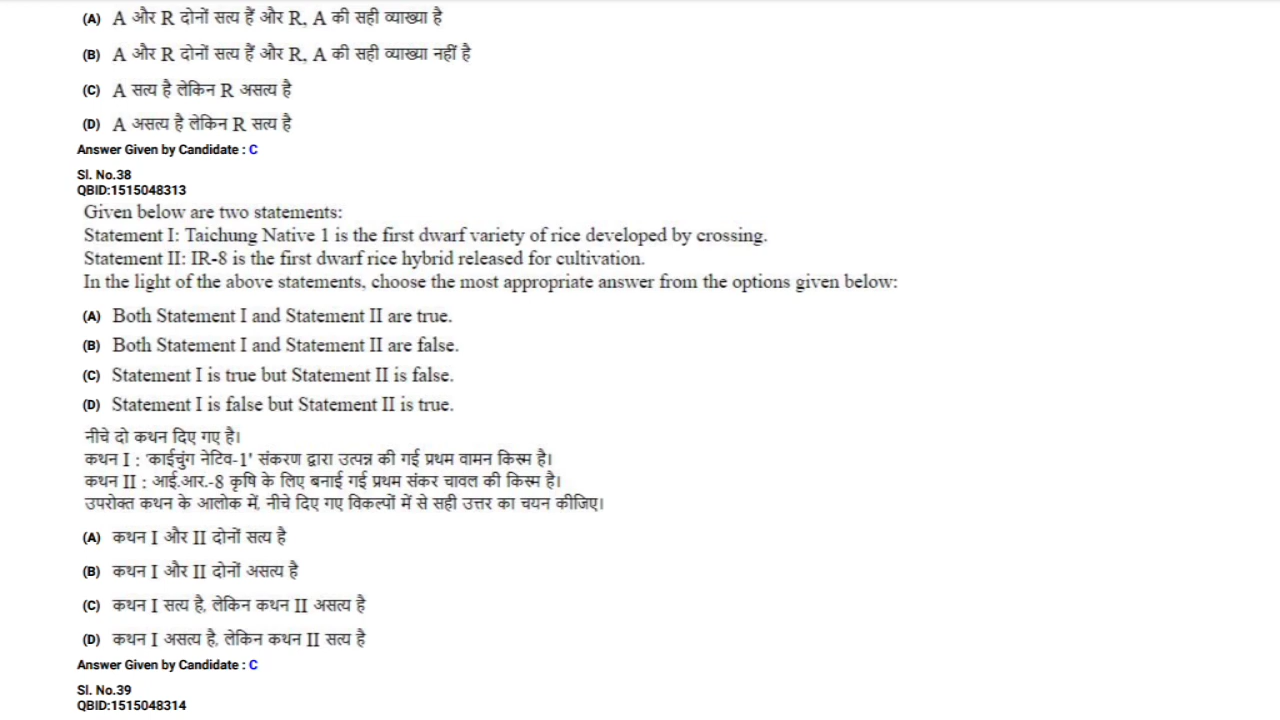 (A) A और R दोनों सत्य हैं और R, A की सही व्याख्या है
(B) A और R दोनों सत्य हैं और R, A की सही व्याख्या नहीं है
(C) A सत्य है लेकिन R असत्य है
(D) A असत्य है लेकिन R सत्य है
Answer Given by Candidate : C
Sl. No.38
QBID:1515048313
Given below are two statements:
Statement I: Taichung Native 1 is the first dwarf variety of rice developed by crossing.
Statement II: IR-8 is the first dwarf rice hybrid released for cultivation.
In the light of the above statements, choose the most appropriate answer from the options given below:
(A) Both Statement I and Statement II are true.
(B) Both Statement I and Statement II are false.
(C) Statement I is true but Statement II is false.
(D) Statement I is false but Statement II is true.
नीचे दो कथन दिए गए है।
कथन I : 'काईचुंग नेटिव-1' संकरण द्वारा उत्पन्न की गई प्रथम वामन किस्म है।
कथन II : आई.आर.-8 कृषि के लिए बनाई गई प्रथम संकर चावल की किस्म है।
उपरोक्त कथन के आलोक में, नीचे दिए गए विकल्पों में से सही उत्तर का चयन कीजिए।
(A) कथन I और II दोनों सत्य है
(B) कथन I और II दोनों असत्य है
(C) कथन I सत्य है, लेकिन कथन II असत्य है
(D) कथन I असत्य है, लेकिन कथन II सत्य है
Answer Given by Candidate : C
Sl. No.39
QBID:1515048314